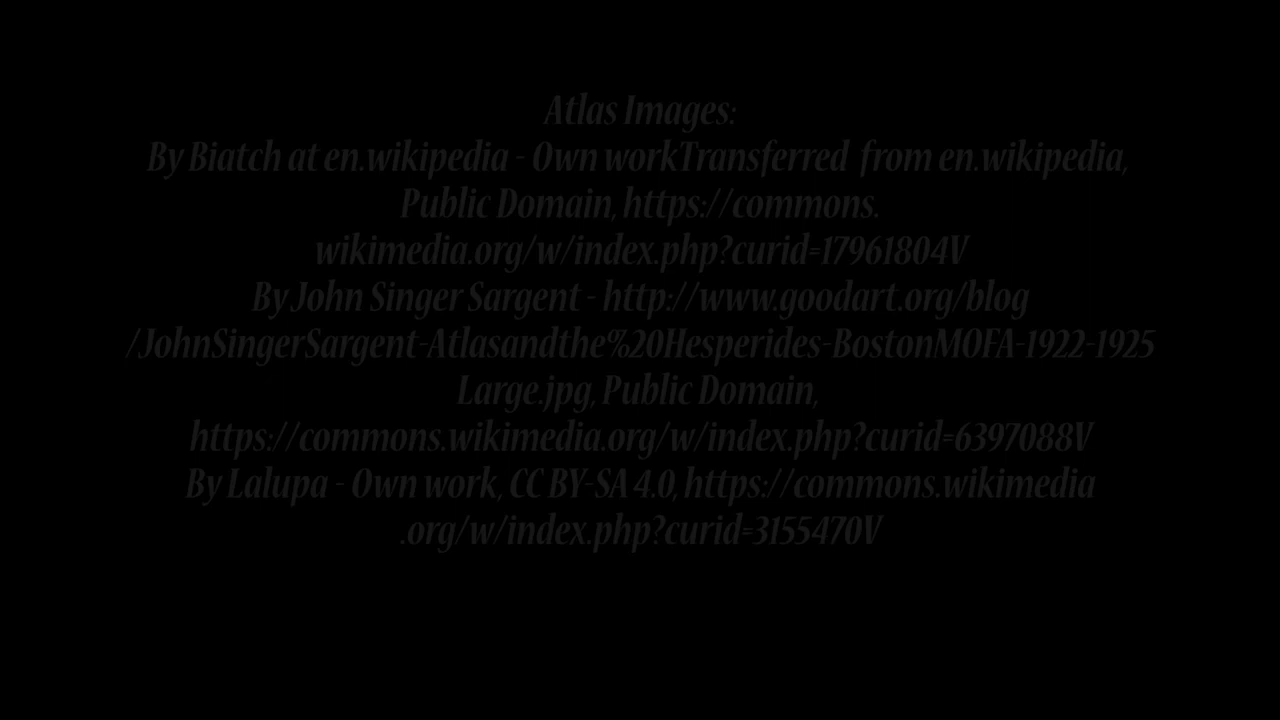 Atlas Images:
By Biatch at en.wikipedia - Own workTransferred from en.wikipedia,
Public Domain, https://commons.
wikimedia.org/w/index.php?curid=17961804V
By John Singer Sargent - http://www.goodart.org/blog
/JohnSingerSargent-Atlasandthe%20Hesperides-BostonMOFA-1922-1925
Large.jpg, Public Domain,
https://commons.wikimedia.org/w/index.php?curid=6397088V
By Lalupa - Own work, CC BY-SA 4.0, https://commons.wikimedia
.org/w/index.php?curid=3155470V